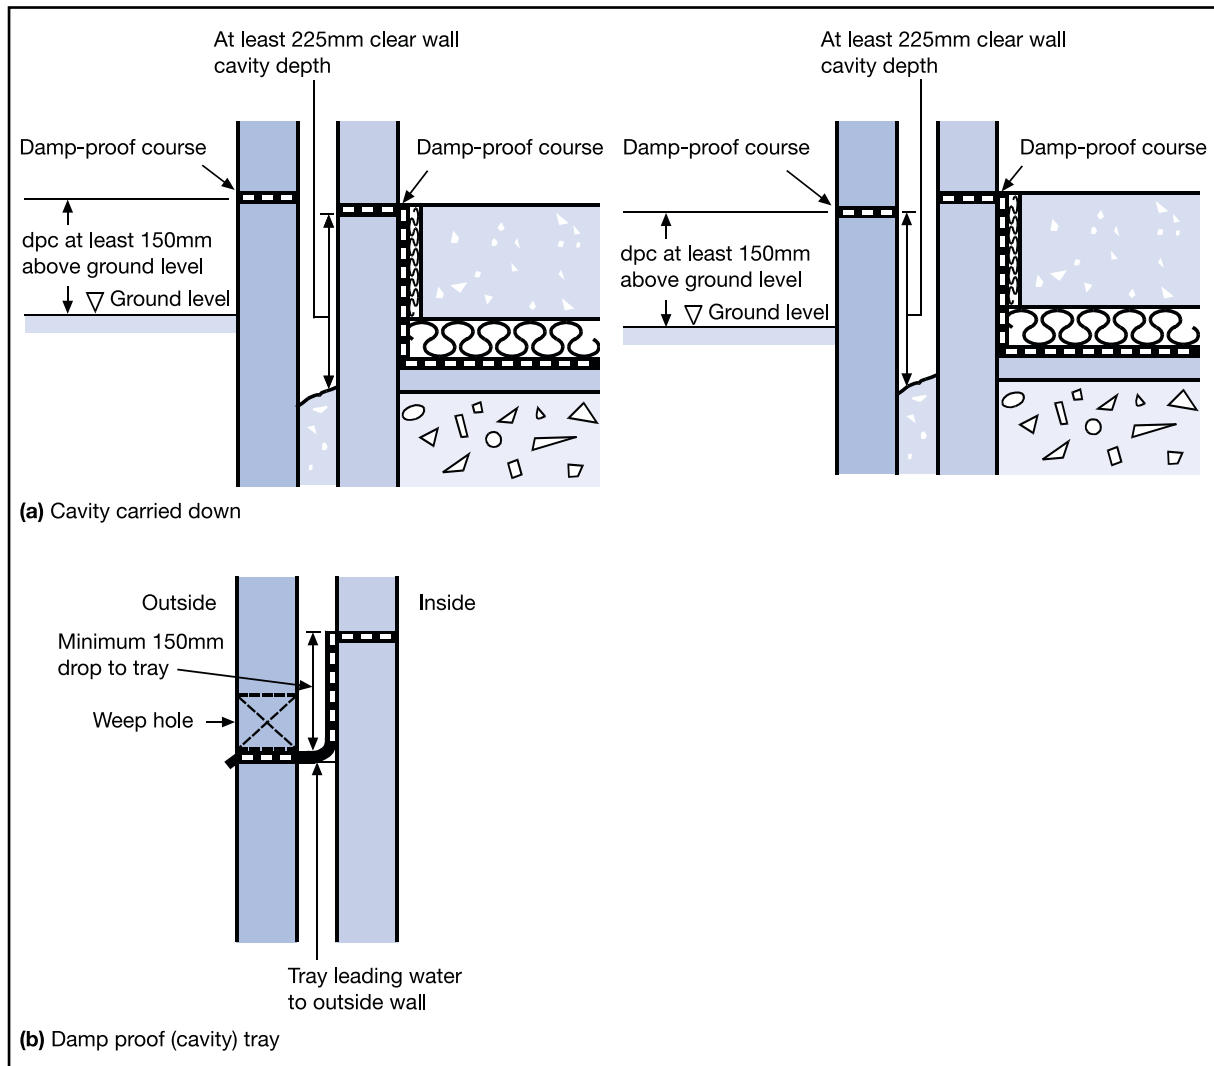 At least 225mm clear wall
cavity depth
Damp-proof course
Damp-proof course
dpc at least 150mm
above ground level
Ground level
At least 225mm clear wall
cavity depth
Damp-proof course
Damp-proof course
dpc at least 150mm
above ground level
Ground level
(a) Cavity carried down
Outside
Inside
Minimum 150mm
drop to tray
Weep hole
Tray leading water
to outside wall
(b) Damp proof (cavity) tray